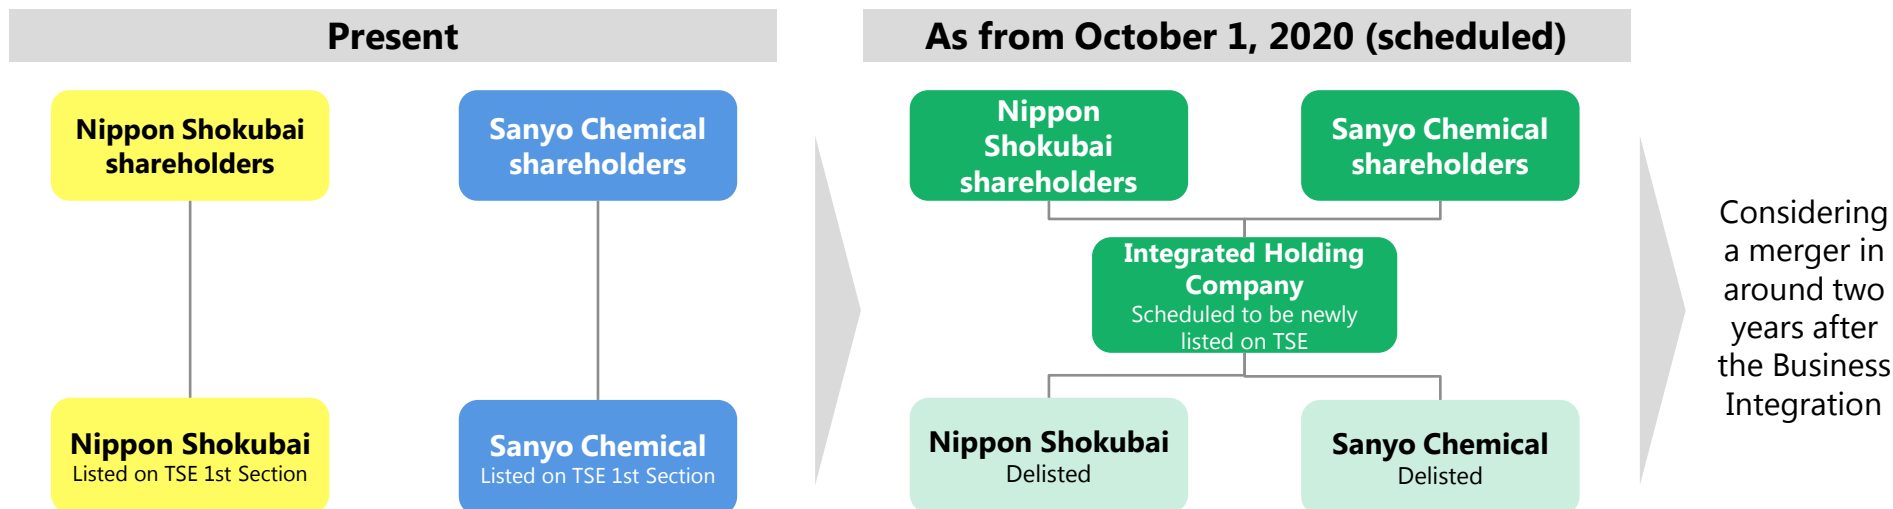 Present
As from October 1, 2020 (scheduled)
Nippon Shokubai
shareholders
Sanyo Chemical
shareholders
Nippon
Shokubai
shareholders
Sanyo Chemical
shareholders
Integrated Holding
Company
Scheduled to be newly
listed on TSE
Nippon Shokubai
Listed on TSE 1st Section
Sanyo Chemical
Listed on TSE 1st Section
Nippon Shokubai
Delisted
Sanyo Chemical
Delisted
Considering
a merger in
around two
years after
the Business
Integration